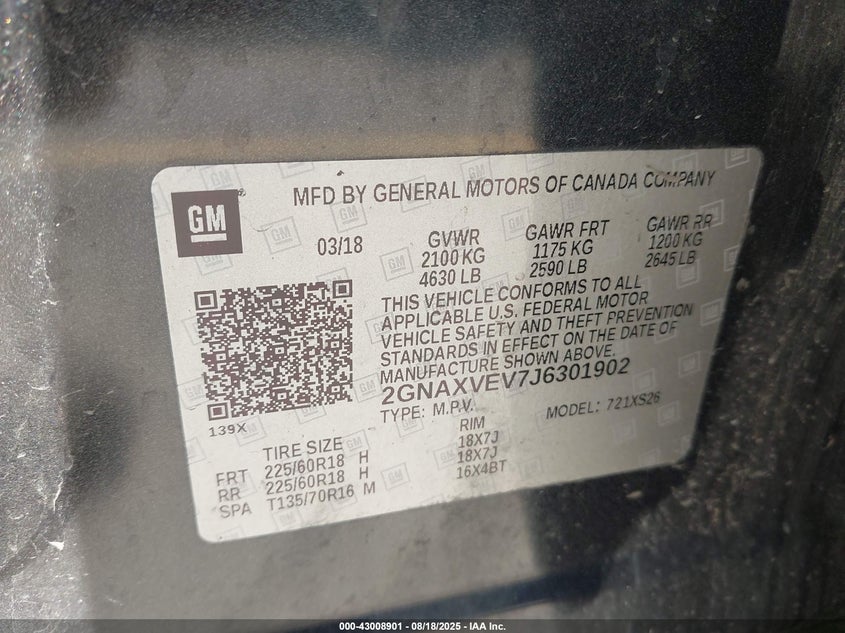 GM
MFD BY GENERAL MOTORS OF CANADA COMPANY
03/18 GVWR GAWR FRT GAWR RR
2100 KG 1175 KG 1200 KG
4630 LB 2590 LB 2645 LB
THIS VEHICLE CONFORMS TO ALL
APPLICABLE U.S. FEDERAL MOTOR
VEHICLE SAFETY AND THEFT PREVENTION
STANDARDS IN EFFECT ON THE DATE OF
MANUFACTURE SHOWN ABOVE.
2GNAXVEV7J6301902
TYPE: M.P.V. MODEL: 721XS26
139X
TIRE SIZE RIM
FRT 225/60R18 H 18X7J
RR 225/60R18 H 18X7J
SPA T135/70R16 M 16X4BT
000-43008901 - 08/18/2025 - IAA Inc.